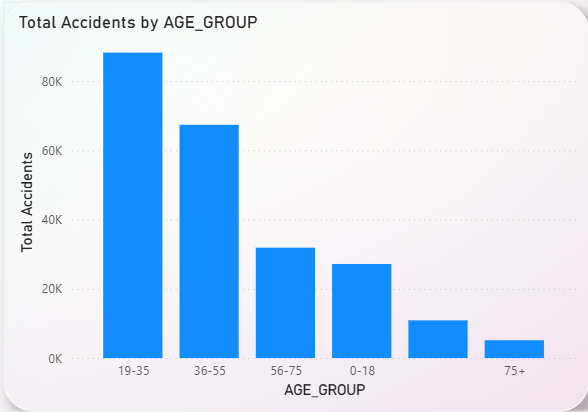 Total Accidents by AGE_GROUP
80K
60K
40K
20K
0K
Total Accidents
19-35 36-55 56-75 0-18 75+
AGE_GROUP